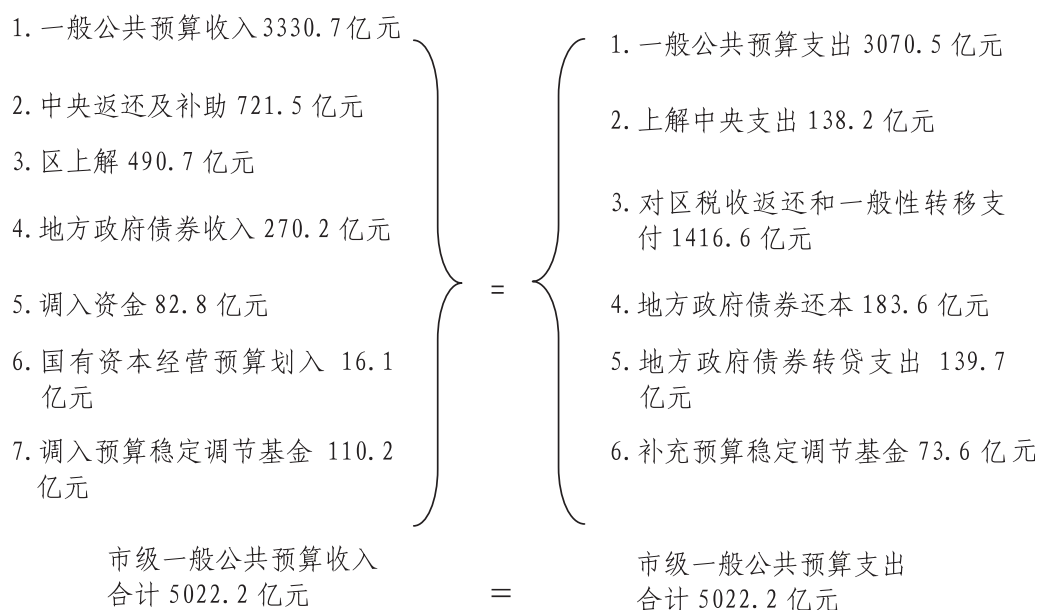 1. 一般公共预算收入3330.7亿元
2. 中央返还及补助 721.5 亿元
3. 区上解 490.7 亿元
4. 地方政府债券收入 270.2 亿元
5. 调入资金 82.8 亿元
6. 国有资本经营预算划入 16.1
亿元
7. 调入预算稳定调节基金 110.2
亿元
市级一般公共预算收入
合计 5022.2 亿元
=
=
1. 一般公共预算支出 3070.5 亿元
2. 上解中央支出 138.2 亿元
3. 对区税收返还和一般性转移支
付 1416.6 亿元
4. 地方政府债券还本 183.6 亿元
5. 地方政府债券转贷支出 139.7
亿元
6. 补充预算稳定调节基金 73.6 亿元
市级一般公共预算支出
合计 5022.2 亿元